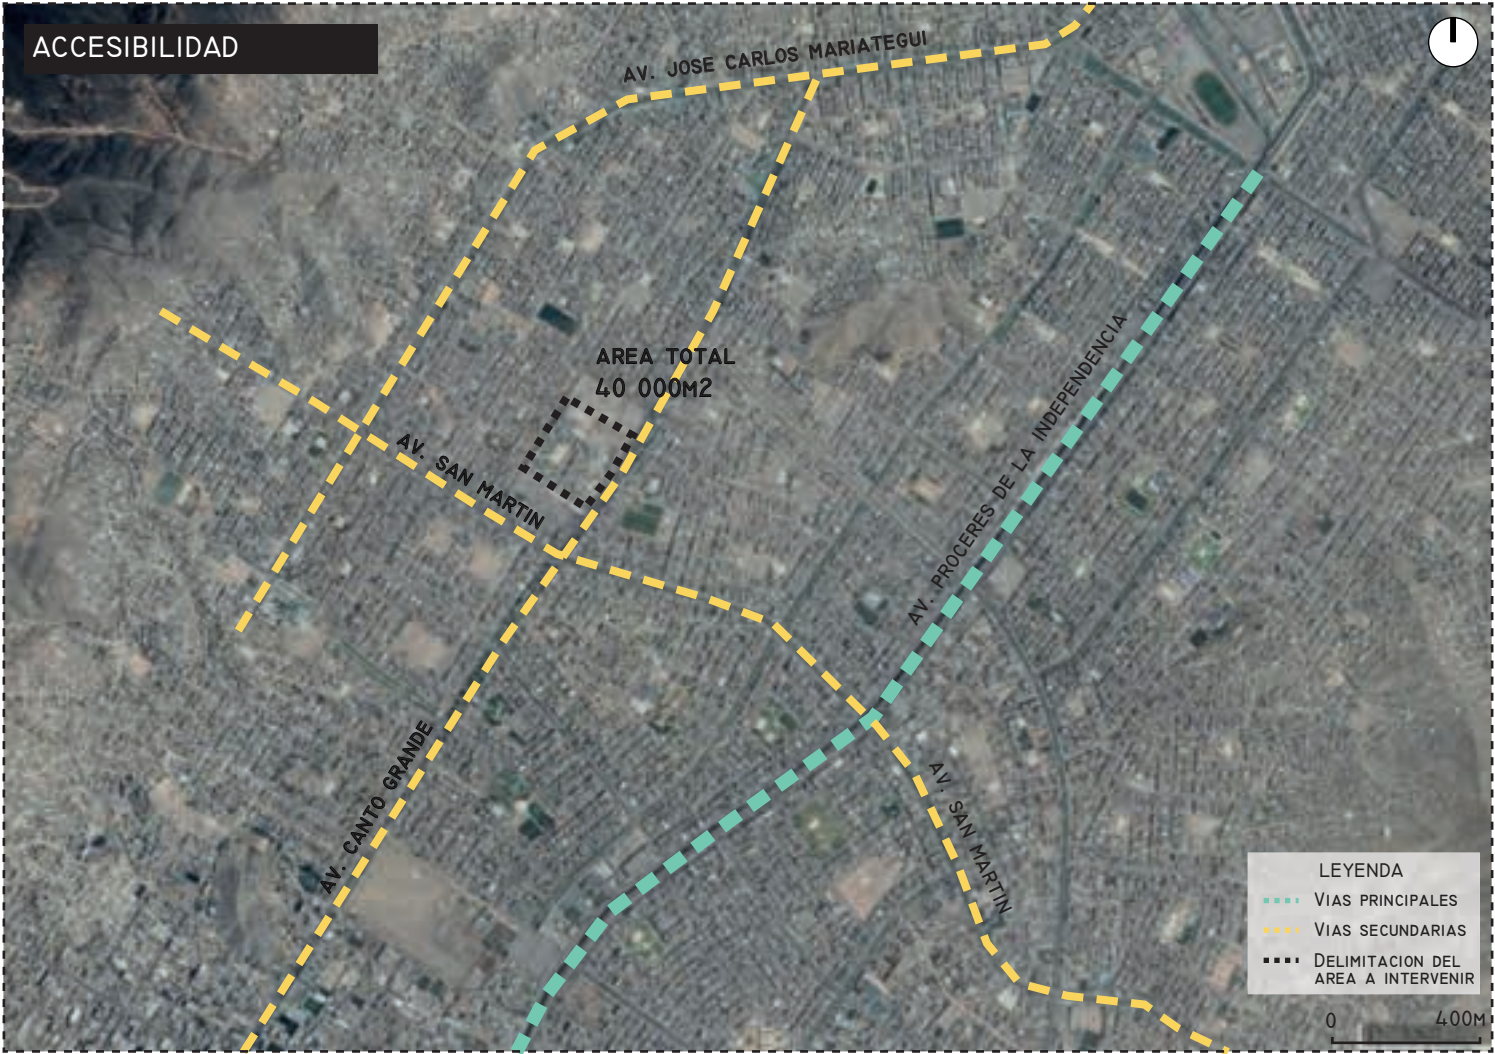 ACCESIBILIDAD
AV. JOSE CARLOS MARIATEGUI
AREA TOTAL
40 000M2
AV. SAN MARTIN
AV. PROCERES DE LA INDEPENDENCIA
AV. CANTO GRANDE
AV. SAN MARTIN
LEYENDA
VIAS PRINCIPALES
VIAS SECUNDARIAS
DELIMITACION DEL
AREA A INTERVENIR
0 400M